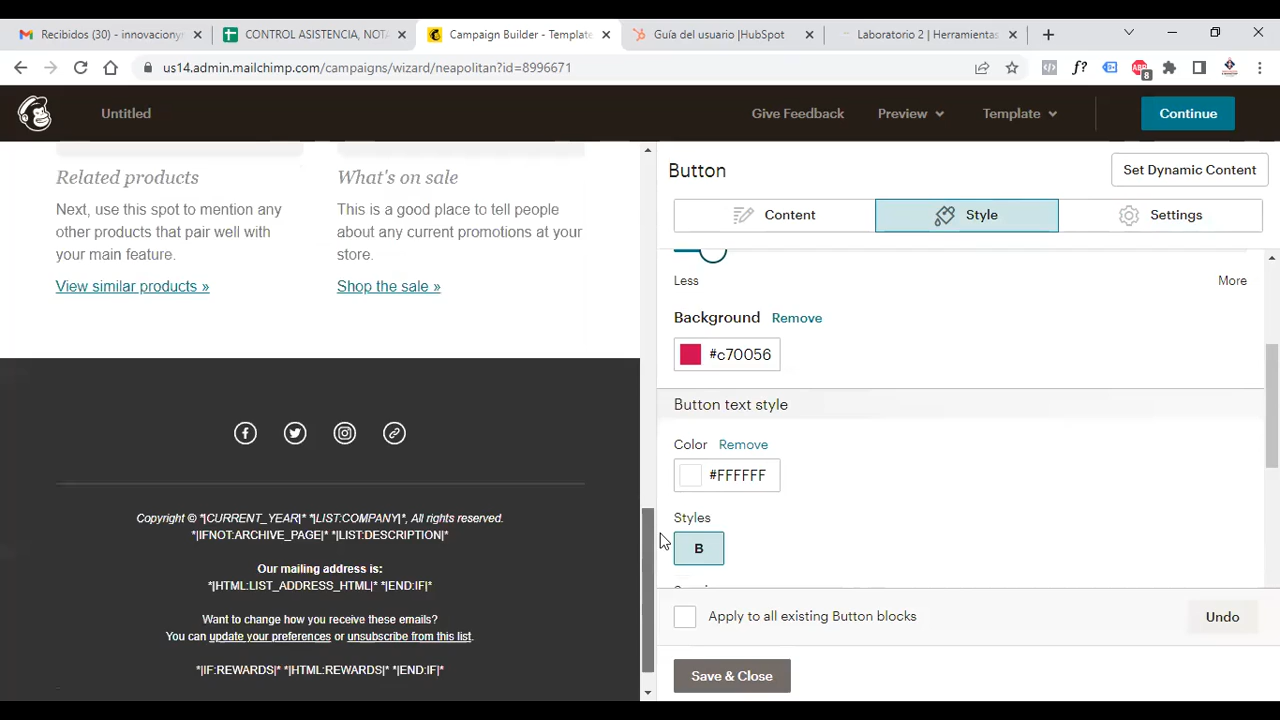 Recibidos (30) - innovacionyr
CONTROL ASISTENCIA, NOTA
Campaign Builder - Template
Guía del usuario |HubSpot
Laboratorio 2 | Herramientas
us14.admin.mailchimp.com/campaigns/wizard/neapolitan?id=8996671
f?
ABP
8
Untitled
Give Feedback
Preview
Template
Continue
Related products
What's on sale
Next, use this spot to mention any
other products that pair well with
your main feature.
This is a good place to tell people
about any current promotions at your
store.
View similar products »
Shop the sale »
Copyright © *|CURRENT_YEAR|* *|LIST:COMPANY|*, All rights reserved.
*|IFNOT:ARCHIVE_PAGE|* *|LIST:DESCRIPTION|*
Our mailing address is:
*|HTML:LIST_ADDRESS_HTML|* *|END:IF|*
Want to change how you receive these emails?
You can update your preferences or unsubscribe from this list.
*|IF:REWARDS|* *|HTML:REWARDS|* *|END:IF|*
Button
Set Dynamic Content
Content
Style
Settings
Less
More
Background Remove
#c70056
Button text style
Color Remove
#FFFFFF
Styles
B
Apply to all existing Button blocks
Undo
Save & Close